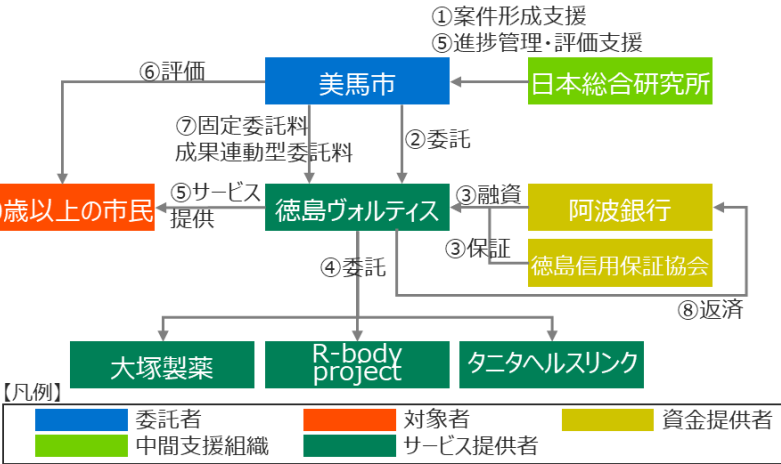 ①案件形成支援
⑤進捗管理・評価支援
⑥評価
美馬市
日本総合研究所
⑦固定委託料
成果連動型委託料
②委託
歳以上の市民
⑤サービス
提供
徳島ヴォルティス
③融資
阿波銀行
③保証
徳島信用保証協会
④委託
⑧返済
大塚製薬
R-body
project
タニタヘルスリンク
【凡例】
委託者
対象者
資金提供者
中間支援組織
サービス提供者